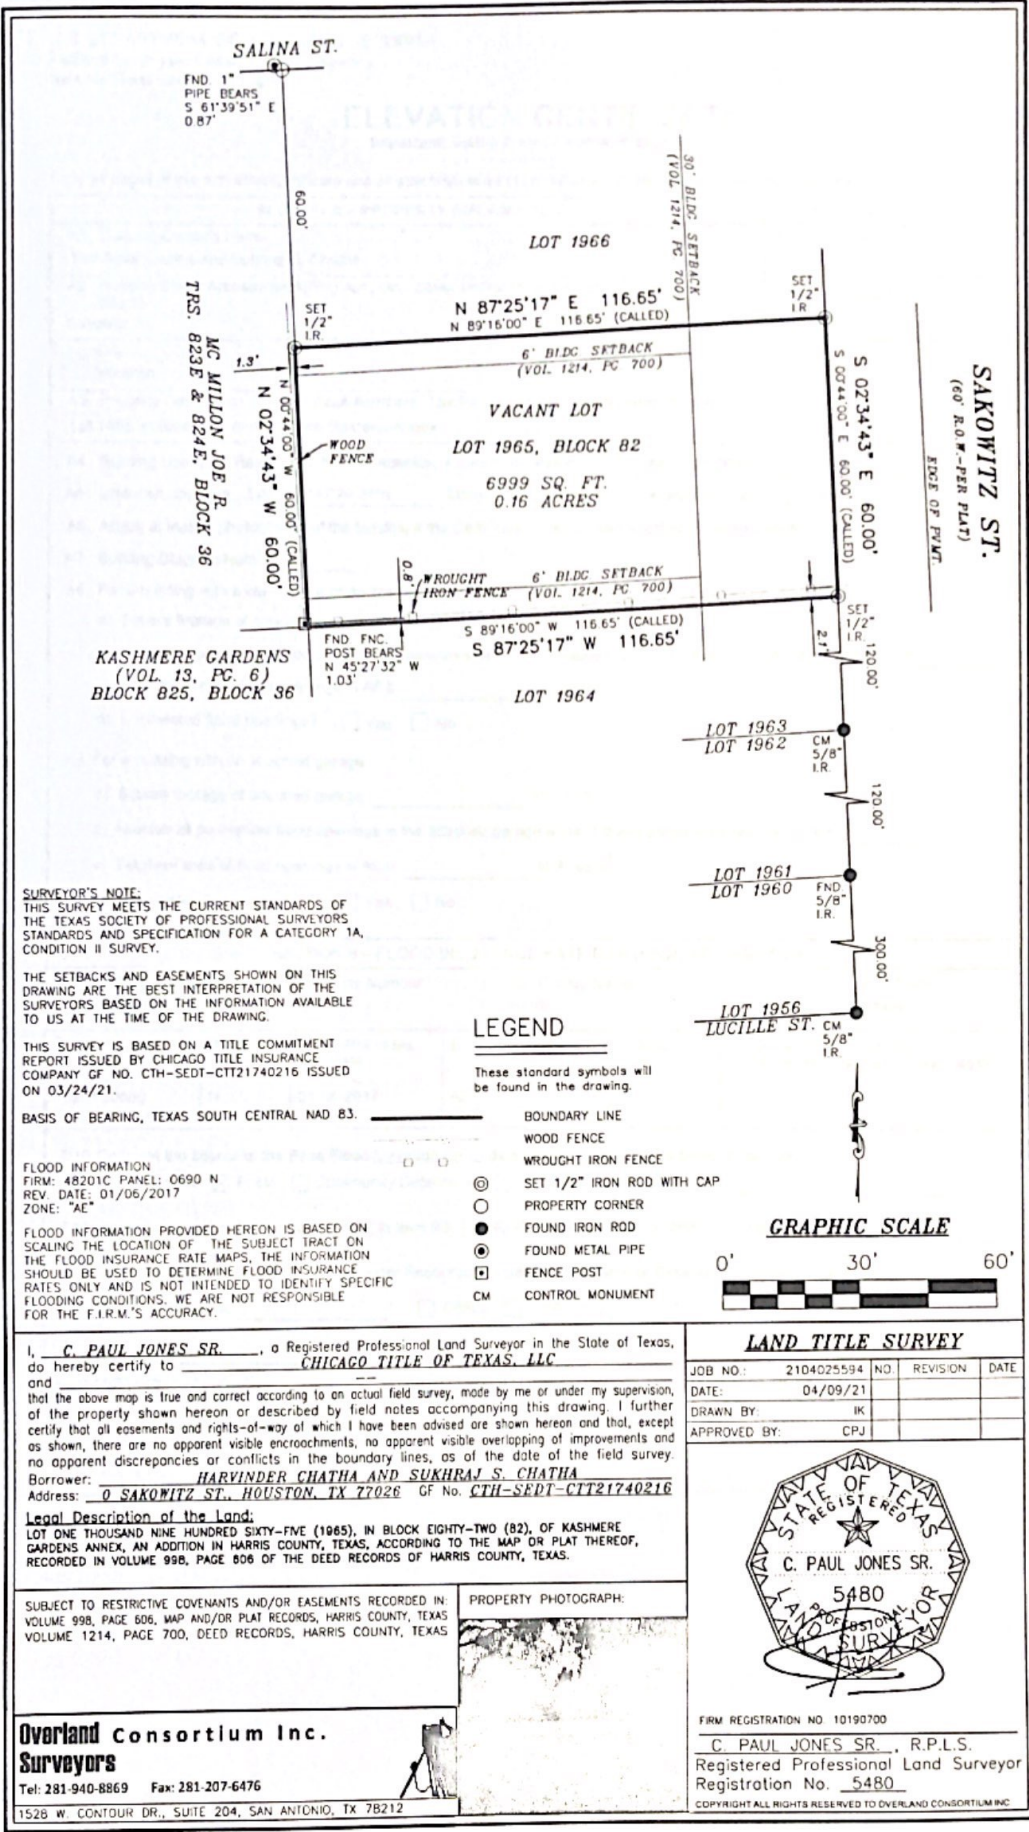 SALINA ST.
FND. 1"
PIPE BEARS
S 61°39'51" E
0.87'
60.00'
30' BLDG SETBACK
(VOL 1214, PG 700)
LOT 1966
SET
1/2"
I.R.
N 87°25'17" E 116.65'
N 89°16'00" E 116.65' (CALLED)
SET
1/2"
I.R.
1.3'
6' BLDG SETBACK
(VOL. 1214, PG 700)
MC MILLON JOE R
TRS. 823E & 824E, BLOCK 36
N 02°34'43" W 60.00'
N 00°44'00" W 60.00' (CALLED)
WOOD
FENCE
VACANT LOT
LOT 1965, BLOCK 82
6999 SQ. FT.
0.16 ACRES
S 02°34'43" E 60.00'
S 00°44'00" E 60.00' (CALLED)
SAKOWITZ ST.
(60' R.O.W.-PER PLAT)
EDGE OF PVMT.
0.8'
WROUGHT
IRON FENCE
6' BLDG SETBACK
(VOL. 1214, PG 700)
S 89°16'00" W 116.65' (CALLED)
S 87°25'17" W 116.65'
SET
1/2"
I.R.
2.1'
120.00'
FND FNC.
POST BEARS
N 45°27'32" W
1.03'
KASHMERE GARDENS
(VOL. 13, PG. 6)
BLOCK 825, BLOCK 36
LOT 1964
LOT 1963
LOT 1962
CM
5/8"
I.R.
120.00'
LOT 1961
LOT 1960
FND.
5/8"
I.R.
300.00'
LOT 1956
LUCILLE ST.
CM
5/8"
I.R.
SURVEYOR'S NOTE:
THIS SURVEY MEETS THE CURRENT STANDARDS OF
THE TEXAS SOCIETY OF PROFESSIONAL SURVEYORS
STANDARDS AND SPECIFICATION FOR A CATEGORY 1A,
CONDITION II SURVEY.
THE SETBACKS AND EASEMENTS SHOWN ON THIS
DRAWING ARE THE BEST INTERPRETATION OF THE
SURVEYORS BASED ON THE INFORMATION AVAILABLE
TO US AT THE TIME OF THE DRAWING.
THIS SURVEY IS BASED ON A TITLE COMMITMENT
REPORT ISSUED BY CHICAGO TITLE INSURANCE
COMPANY GF NO. CTH-SEDT-CTT21740216 ISSUED
ON 03/24/21.
BASIS OF BEARING, TEXAS SOUTH CENTRAL NAD 83.
FLOOD INFORMATION
FIRM: 48201C PANEL: 0690 N
REV. DATE: 01/06/2017
ZONE: "AE"
FLOOD INFORMATION PROVIDED HEREON IS BASED ON
SCALING THE LOCATION OF THE SUBJECT TRACT ON
THE FLOOD INSURANCE RATE MAPS, THE INFORMATION
SHOULD BE USED TO DETERMINE FLOOD INSURANCE
RATES ONLY AND IS NOT INTENDED TO IDENTIFY SPECIFIC
FLOODING CONDITIONS. WE ARE NOT RESPONSIBLE
FOR THE F.I.R.M.'S ACCURACY.
LEGEND
These standard symbols will
be found in the drawing.
BOUNDARY LINE
WOOD FENCE
WROUGHT IRON FENCE
SET 1/2" IRON ROD WITH CAP
PROPERTY CORNER
FOUND IRON ROD
FOUND METAL PIPE
FENCE POST
CM CONTROL MONUMENT
GRAPHIC SCALE
0' 30' 60'
I, C. PAUL JONES SR. , a Registered Professional Land Surveyor in the State of Texas,
do hereby certify to CHICAGO TITLE OF TEXAS, LLC
and --
that the above map is true and correct according to an actual field survey, made by me or under my supervision,
of the property shown hereon or described by field notes accompanying this drawing. I further
certify that all easements and rights-of-way of which I have been advised are shown hereon and that, except
as shown, there are no apparent visible encroachments, no apparent visible overlapping of improvements and
no apparent discrepancies or conflicts in the boundary lines, as of the date of the field survey.
Borrower: HARVINDER CHATHA AND SUKHRAJ S. CHATHA
Address: 0 SAKOWITZ ST., HOUSTON, TX 77026 GF No. CTH-SEDT-CTT21740216
Legal Description of the Land:
LOT ONE THOUSAND NINE HUNDRED SIXTY-FIVE (1965), IN BLOCK EIGHTY-TWO (82), OF KASHMERE
GARDENS ANNEX, AN ADDITION IN HARRIS COUNTY, TEXAS, ACCORDING TO THE MAP OR PLAT THEREOF,
RECORDED IN VOLUME 998, PAGE 606 OF THE DEED RECORDS OF HARRIS COUNTY, TEXAS.
SUBJECT TO RESTRICTIVE COVENANTS AND/OR EASEMENTS RECORDED IN:
VOLUME 998, PAGE 606, MAP AND/OR PLAT RECORDS, HARRIS COUNTY, TEXAS
VOLUME 1214, PAGE 700, DEED RECORDS, HARRIS COUNTY, TEXAS
PROPERTY PHOTOGRAPH:
Overland Consortium Inc.
Surveyors
Tel: 281-940-8869 Fax: 281-207-6476
1528 W. CONTOUR DR., SUITE 204, SAN ANTONIO, TX 78212
LAND TITLE SURVEY
JOB NO.: 2104025594 NO. REVISION DATE
DATE: 04/09/21
DRAWN BY: IK
APPROVED BY: CPJ
STATE OF TEXAS
REGISTERED
C. PAUL JONES SR.
5480
PROFESSIONAL
LAND SURVEYOR
FIRM REGISTRATION NO. 10190700
C. PAUL JONES SR. , R.P.L.S.
Registered Professional Land Surveyor
Registration No. 5480
COPYRIGHT ALL RIGHTS RESERVED TO OVERLAND CONSORTIUM INC